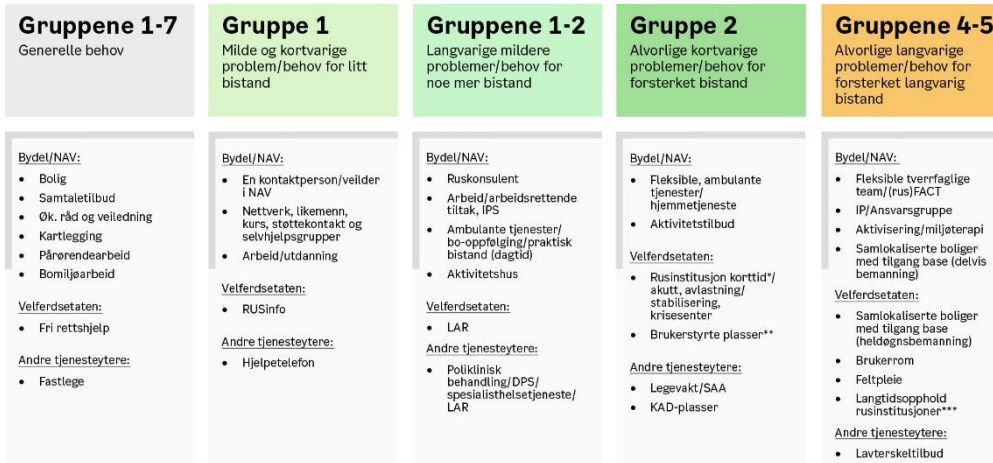 Gruppene 1-7
Generelle behov
Bydel/NAV:
• Bolig
• Samtaletilbud
• Øk. råd og veiledning
• Kartlegging
• Pårørendearbeid
• Bomiljøarbeid
Velferdsetaten:
• Fri rettshjelp
Andre tjenesteytere:
• Fastlege
Gruppe 1
Milde og kortvarige
problem/behov for litt
bistand
Bydel/NAV:
• En kontaktperson/veilder
i NAV
• Nettverk, likemenn,
kurs, støttekontakt og
selvhjelpsgrupper
• Arbeid/utdanning
Velferdsetaten:
• RUSinfo
Andre tjenesteytere:
• Hjelpetelefon
Gruppene 1-2
Langvarige mildere
problemer/behov for
noe mer bistand
Bydel/NAV:
• Ruskonsulent
• Arbeid/arbeidsrettende
tiltak, IPS
• Ambulante tjenester/
bo-oppfølging/praktisk
bistand (dagtid)
• Aktivitetshus
Velferdsetaten:
• LAR
Andre tjenesteytere:
• Poliklinisk
behandling/DPS/
spesialisthelsetjeneste/
LAR
Gruppe 2
Alvorlige kortvarige
problemer/behov for
forsterket bistand
Bydel/NAV:
• Fleksible, ambulante
tjenester/
hjemmetjeneste
• Aktivitetstilbud
Velferdsetaten:
• Rusinstitusjon korttid*/
akutt, avlastning/
stabilisering,
krisesenter
• Brukerstyrte plasser**
Andre tjenesteytere:
• Legevakt/SAA
• KAD-plasser
Gruppene 4-5
Alvorlige langvarige
problemer/behov for
forsterket langvarig
bistand
Bydel/NAV:
• Fleksible tverrfaglige
team/(rus)FACT
• IP/Ansvarsgruppe
• Aktivisering/miljøterapi
• Samlokaliserte boliger
med tilgang base (delvis
bemanning)
Velferdsetaten:
• Samlokaliserte boliger
med tilgang base
(heldøgnsbemanning)
• Brukerrom
• Feltpleie
• Langtidsopphold
rusinstitusjoner***
Andre tjenesteytere:
• Lavterskeltilbud